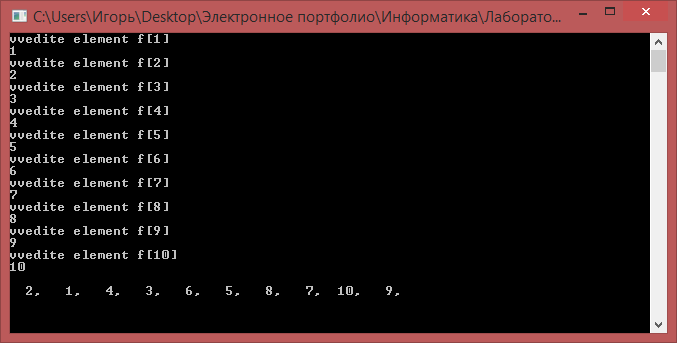 C:\Users\Игорь\Desktop\Электронное портфолио\Информатика\Лаборато...
vvedite element f[1]
1
vvedite element f[2]
2
vvedite element f[3]
3
vvedite element f[4]
4
vvedite element f[5]
5
vvedite element f[6]
6
vvedite element f[7]
7
vvedite element f[8]
8
vvedite element f[9]
9
vvedite element f[10]
10
2, 1, 4, 3, 6, 5, 8, 7, 10, 9,